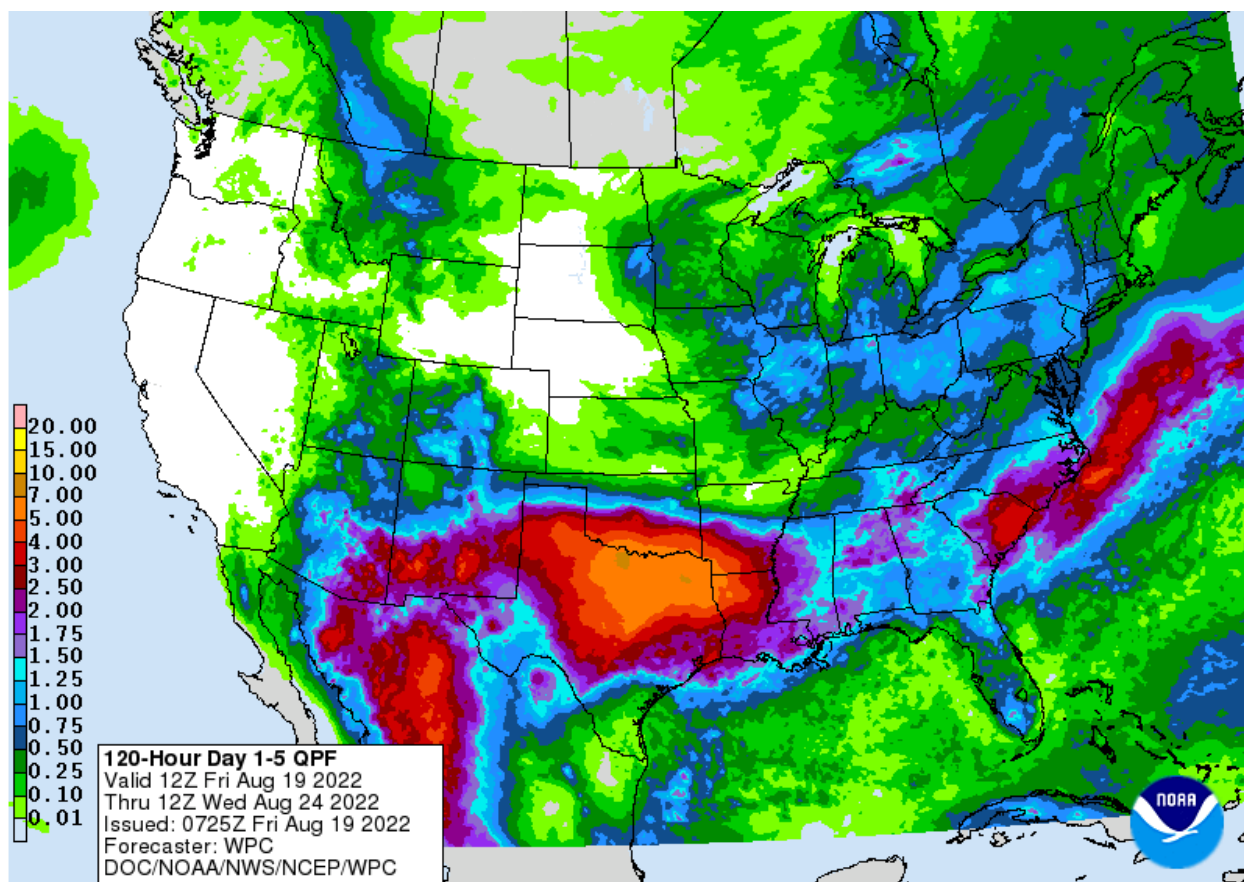 20.00
15.00
10.00
7.00
5.00
4.00
3.00
2.50
2.00
1.75
1.50
1.25
1.00
0.75
0.50
0.25
0.10
0.01
120-Hour Day 1-5 QPF
Valid 12Z Fri Aug 19 2022
Thru 12Z Wed Aug 24 2022
Issued: 0725Z Fri Aug 19 2022
Forecaster: WPC
DOC/NOAA/NWS/NCEP/WPC
NOAA